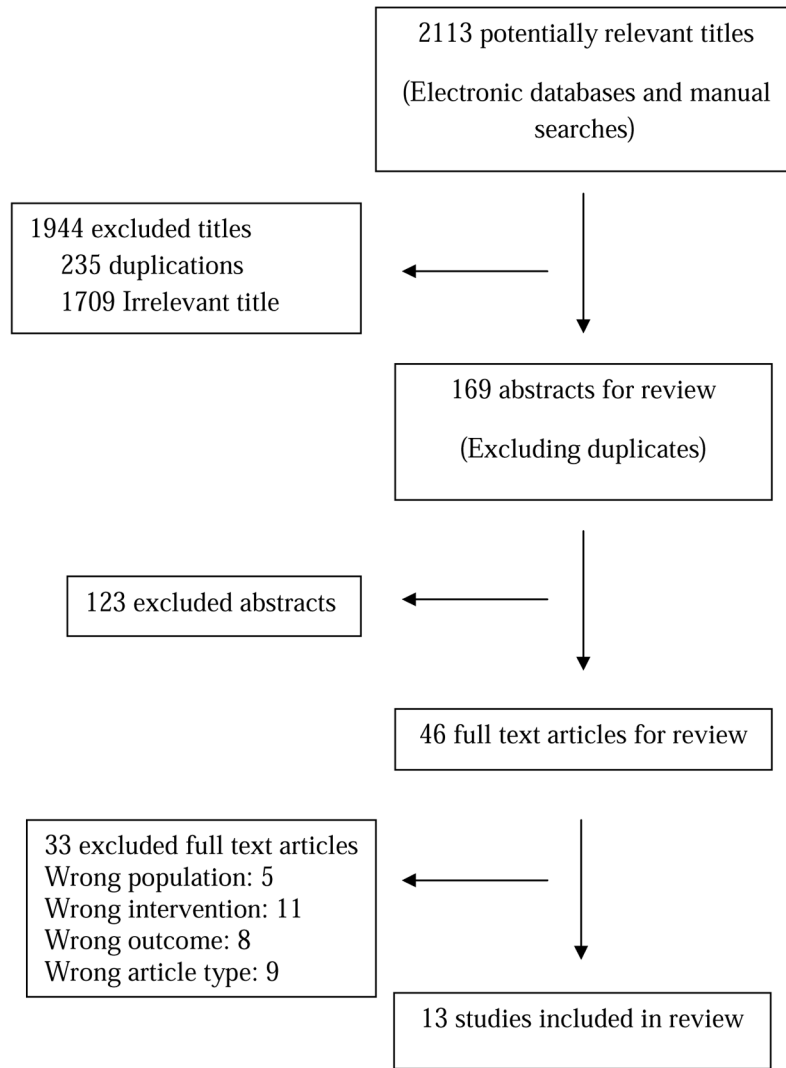 2113 potentially relevant titles
(Electronic databases and manual
searches)
1944 excluded titles
235 duplications
1709 Irrelevant title
169 abstracts for review
(Excluding duplicates)
123 excluded abstracts
46 full text articles for review
33 excluded full text articles
Wrong population: 5
Wrong intervention: 11
Wrong outcome: 8
Wrong article type: 9
13 studies included in review